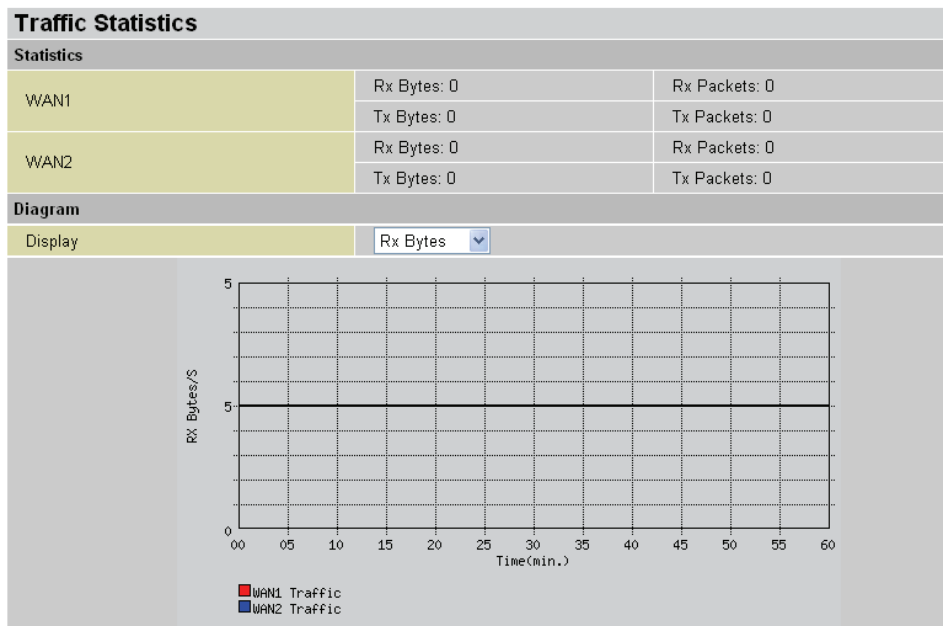 Traffic Statistics
Statistics
WAN1
Rx Bytes: 0
Rx Packets: 0
Tx Bytes: 0
Tx Packets: 0
WAN2
Rx Bytes: 0
Rx Packets: 0
Tx Bytes: 0
Tx Packets: 0
Diagram
Display
Rx Bytes
RX Bytes/S
5
5
0
00 05 10 15 20 25 30 35 40 45 50 55 60
Time(min.)
WAN1 Traffic
WAN2 Traffic